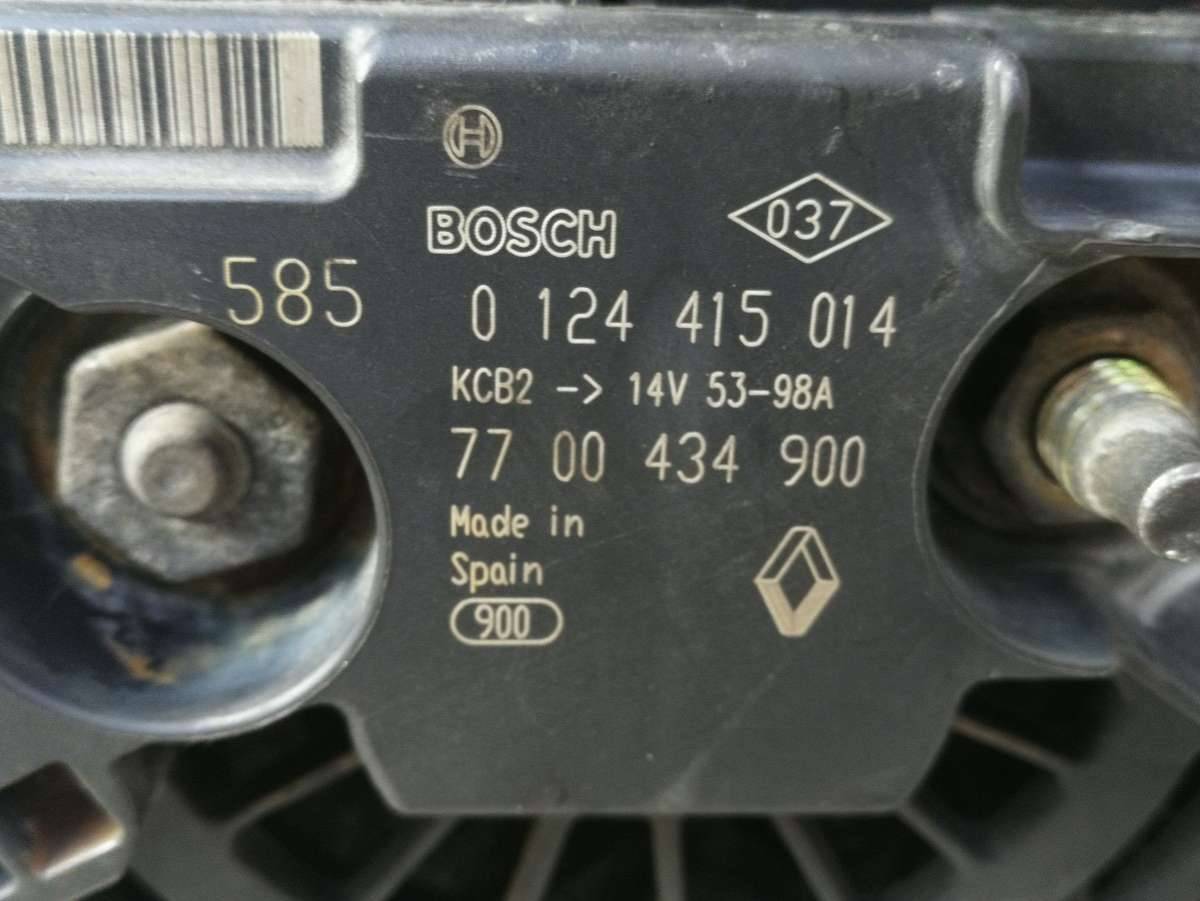 BOSCH
037
585
0 124 415 014
KCB2 -> 14V 53-98A
77 00 434 900
Made in
Spain
900